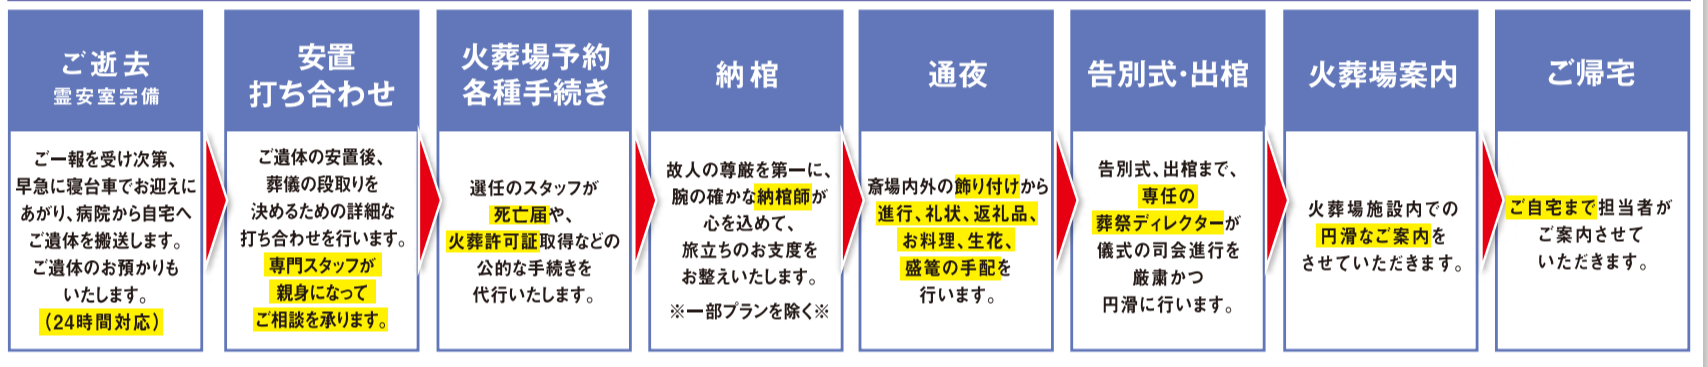 ご逝去
霊安室完備
ご一報を受け次第、
早急に寝台車でお迎えに
あがり、病院から自宅へ
ご遺体を搬送します。
ご遺体のお預かりも
いたします。
（24時間対応）
安置
打ち合わせ
ご遺体の安置後、
葬儀の段取りを
決めるための詳細な
打ち合わせを行います。
専門スタッフが
親身になって
ご相談を承ります。
火葬場予約
各種手続き
選任のスタッフが
死亡届や、
火葬許可証取得などの
公的な手続きを
代行いたします。
納棺
故人の尊厳を第一に、
腕の確かな納棺師が
心を込めて、
旅立ちのお支度を
お整えいたします。
※一部プランを除く※
通夜
斎場内外の飾り付けから
進行、礼状、返礼品、
お料理、生花、
盛篭の手配を
行います。
告別式・出棺
告別式、出棺まで、
専任の
葬祭ディレクターが
儀式の司会進行を
厳粛かつ
円滑に行います。
火葬場案内
火葬場施設内での
円滑なご案内を
させていただきます。
ご帰宅
ご自宅まで担当者が
ご案内させて
いただきます。